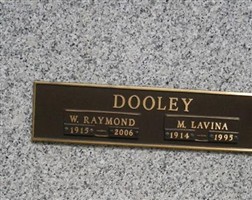 DOOLEY
W. RAYMOND M. LAVINA
1915 — 2006 1914 — 1995